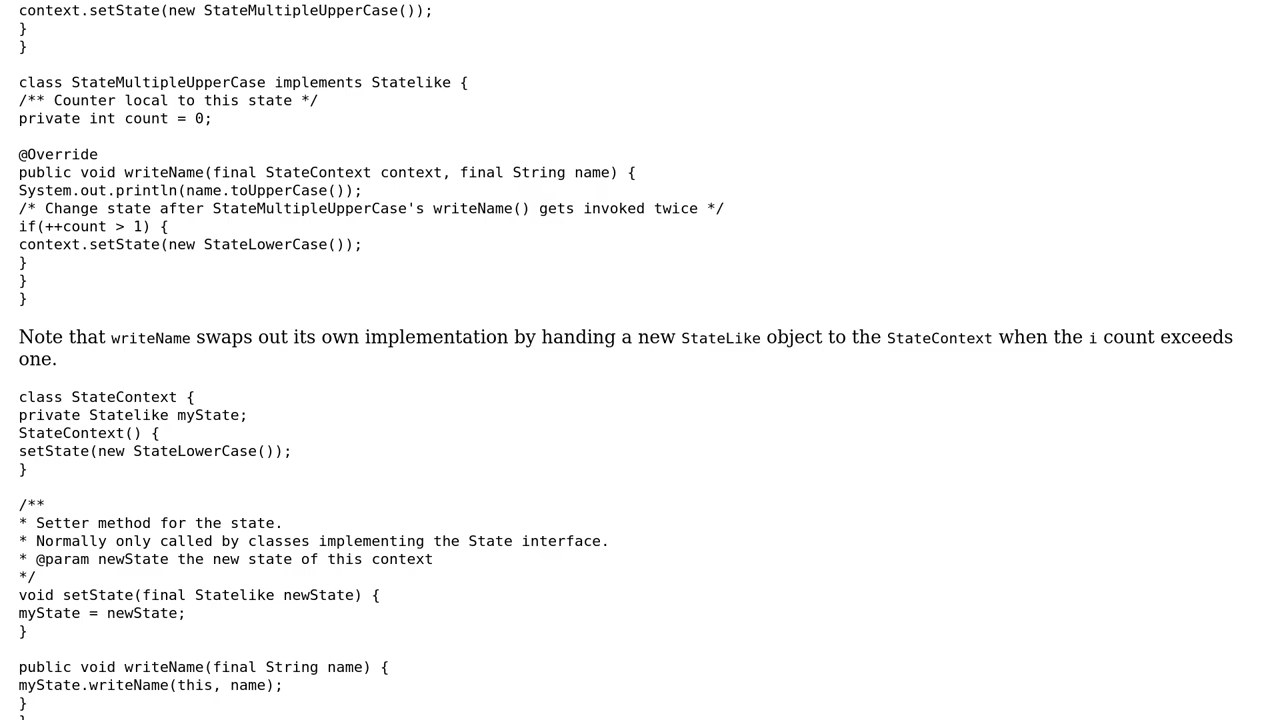 context.setState(new StateMultipleUpperCase());
}
}
class StateMultipleUpperCase implements Statelike {
/** Counter local to this state */
private int count = 0;
@Override
public void writeName(final StateContext context, final String name) {
System.out.println(name.toUpperCase());
/* Change state after StateMultipleUpperCase's writeName() gets invoked twice */
if(++count > 1) {
context.setState(new StateLowerCase());
}
}
}
Note that writeName swaps out its own implementation by handing a new StateLike object to the StateContext when the i count exceeds
one.
class StateContext {
private Statelike myState;
StateContext() {
setState(new StateLowerCase());
}
/**
* Setter method for the state.
* Normally only called by classes implementing the State interface.
* @param newState the new state of this context
*/
void setState(final Statelike newState) {
myState = newState;
}
public void writeName(final String name) {
myState.writeName(this, name);
}
}